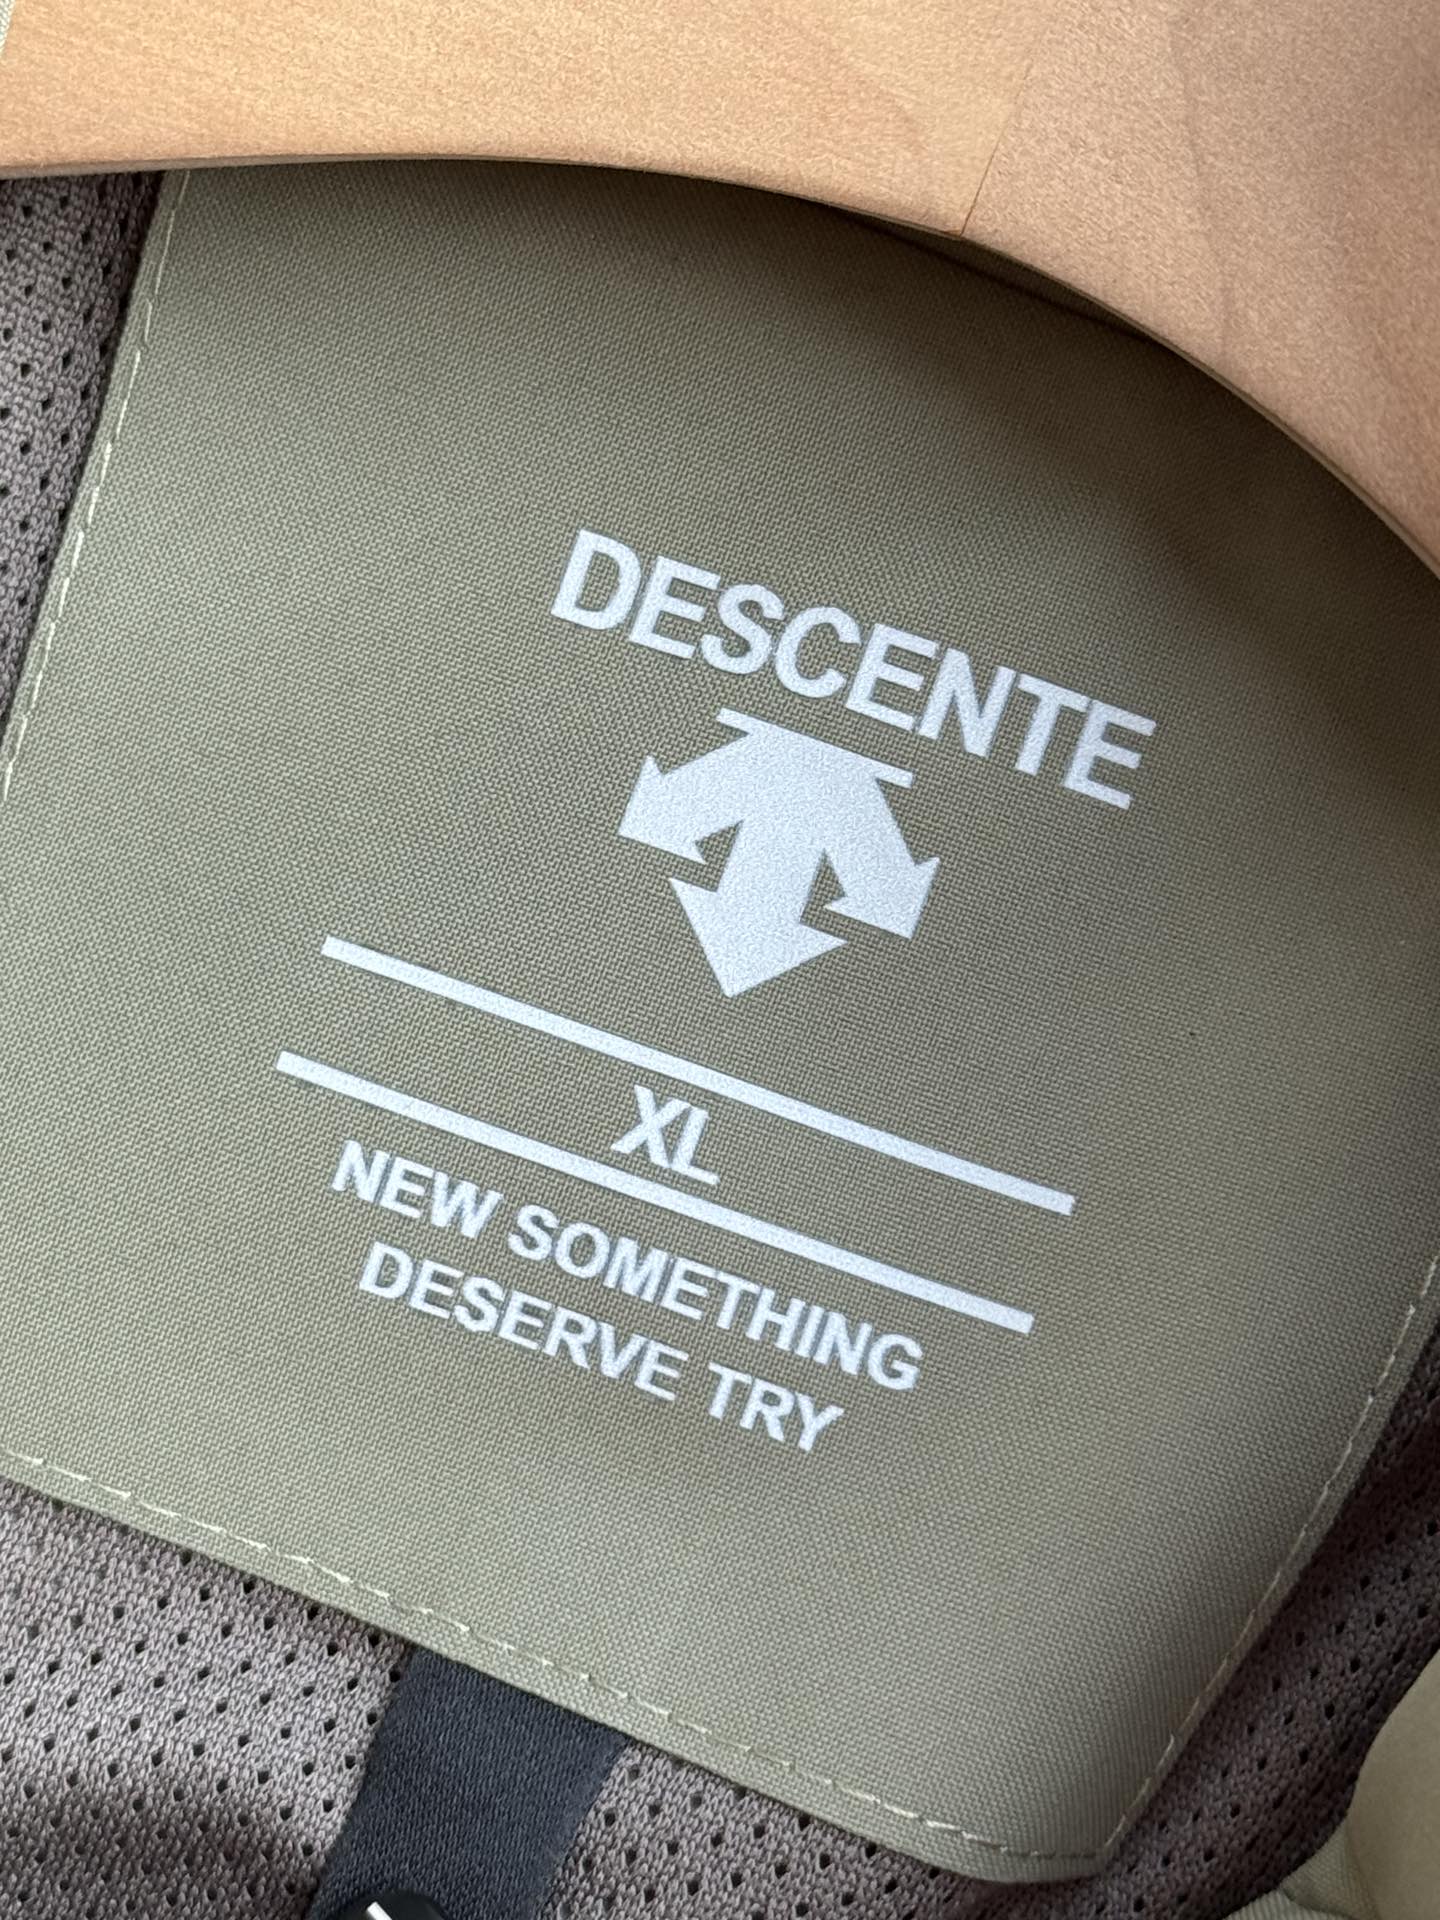 DESCENTE
XL
NEW SOMETHING
DESERVE TRY